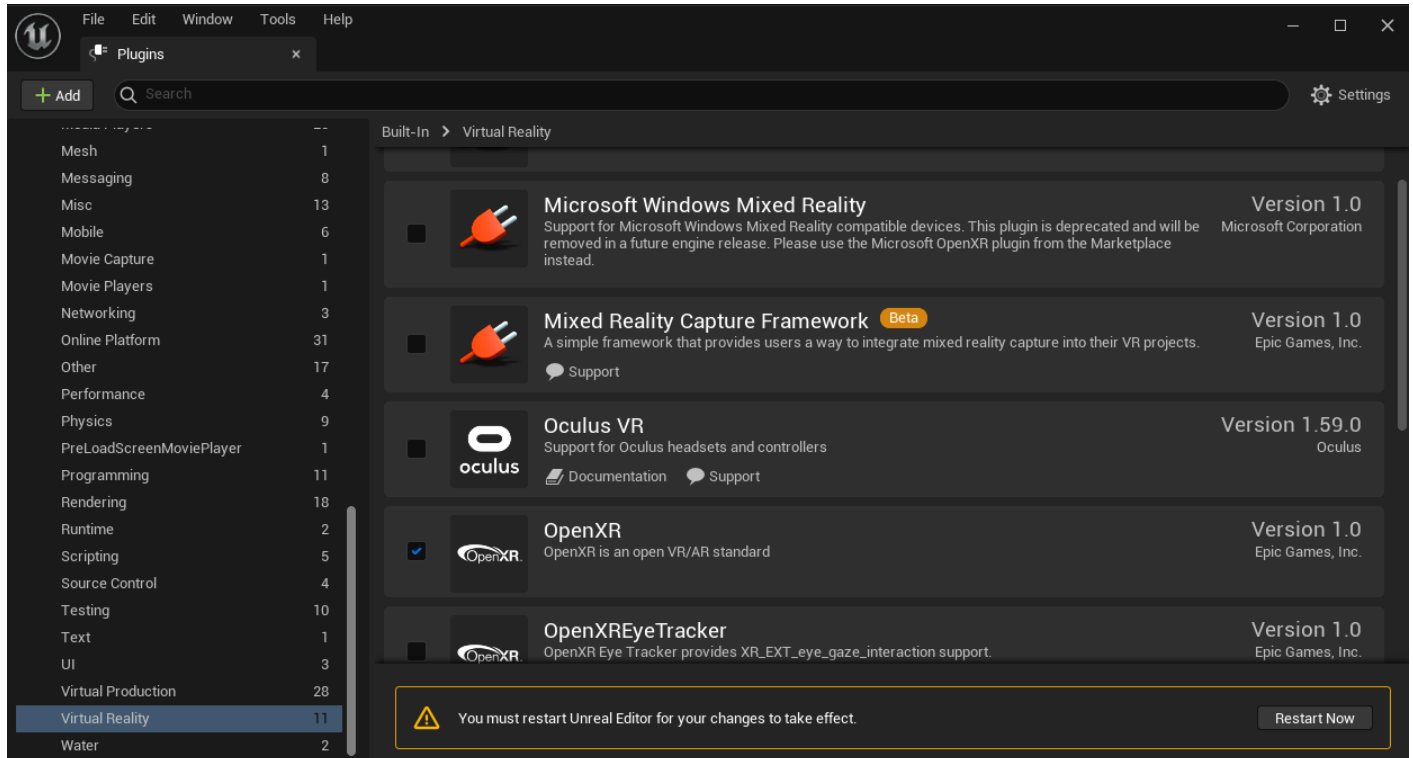 File Edit Window Tools Help
Plugins
Add
Search
Settings
Mesh 1
Messaging 8
Misc 13
Mobile 6
Movie Capture 1
Movie Players 1
Networking 3
Online Platform 31
Other 17
Performance 4
Physics 9
PreLoadScreenMoviePlayer 1
Programming 11
Rendering 18
Runtime 2
Scripting 5
Source Control 4
Testing 10
Text 1
UI 3
Virtual Production 28
Virtual Reality 11
Water 2
Built-In > Virtual Reality
Microsoft Windows Mixed Reality
Version 1.0
Support for Microsoft Windows Mixed Reality compatible devices. This plugin is deprecated and will be
Microsoft Corporation
removed in a future engine release. Please use the Microsoft OpenXR plugin from the Marketplace
instead.
Mixed Reality Capture Framework Beta
Version 1.0
A simple framework that provides users a way to integrate mixed reality capture into their VR projects.
Epic Games, Inc.
Support
oculus
Oculus VR
Version 1.59.0
Support for Oculus headsets and controllers
Oculus
Documentation Support
OpenXR
OpenXR
Version 1.0
OpenXR is an open VR/AR standard
Epic Games, Inc.
OpenXR
OpenXREyeTracker
Version 1.0
OpenXR Eye Tracker provides XR_EXT_eye_gaze_interaction support.
Epic Games, Inc.
You must restart Unreal Editor for your changes to take effect.
Restart Now